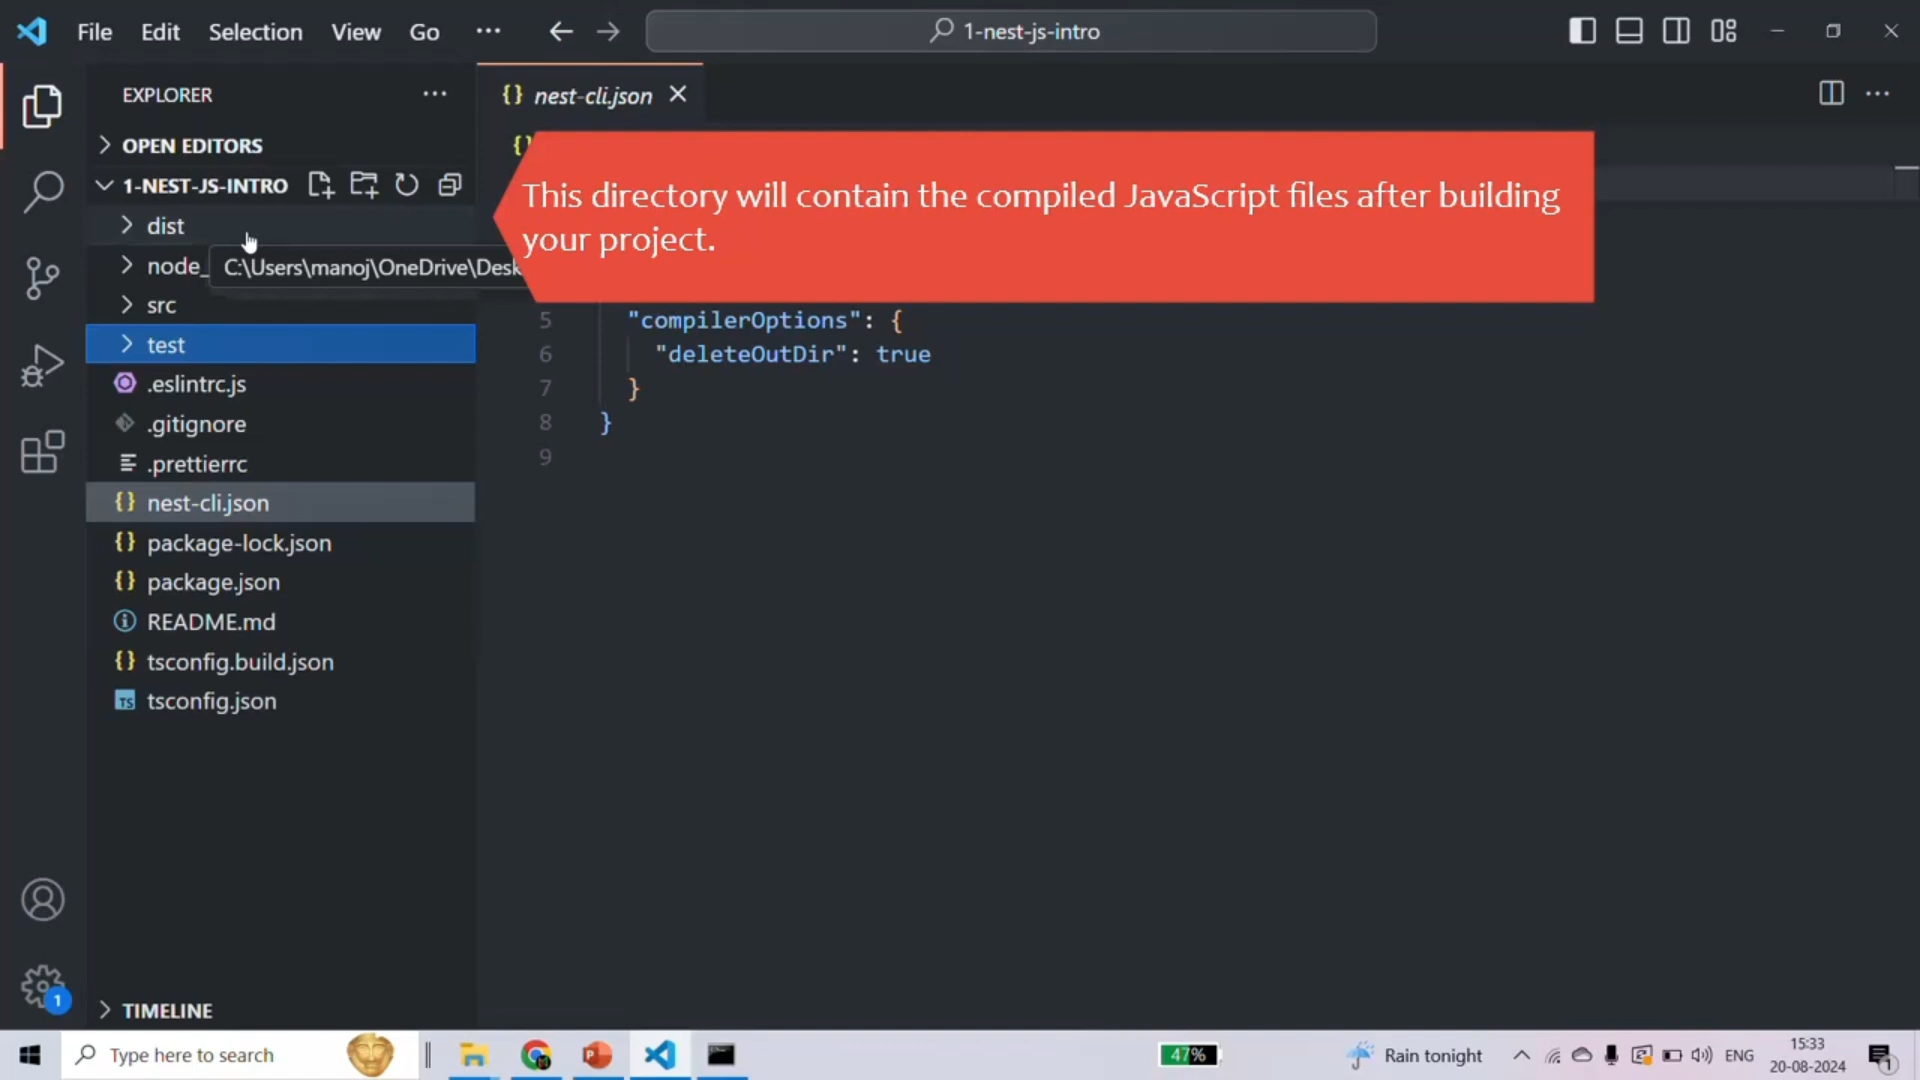 File Edit Selection View Go ··· 1-nest-js-intro
EXPLORER
nest-cli.json
OPEN EDITORS
1-NEST-JS-INTRO
This directory will contain the compiled JavaScript files after building
your project.
dist
node_
C:\Users\manoj\OneDrive\Desk
src
test
.eslintrc.js
.gitignore
.prettierrc
nest-cli.json
package-lock.json
package.json
README.md
tsconfig.build.json
TS tsconfig.json
5 "compilerOptions": {
6 "deleteOutDir": true
7 }
8 }
9
1
TIMELINE
Type here to search
47%
Rain tonight
ENG
15:33
20-08-2024
1